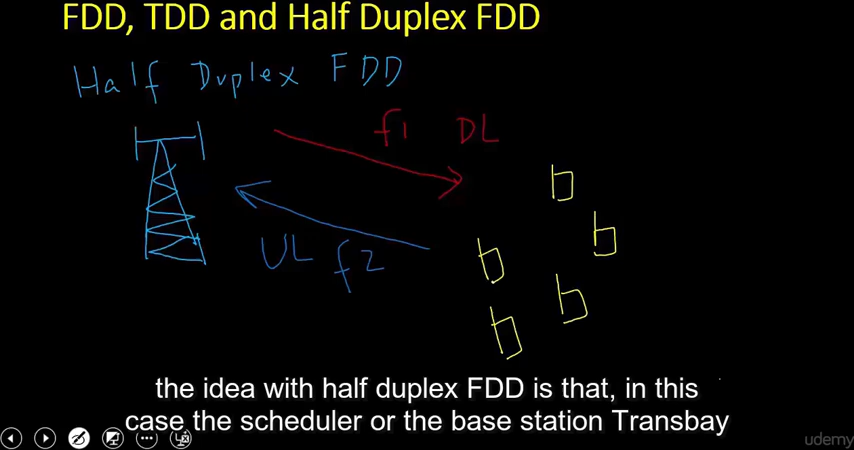 FDD, TDD and Half Duplex FDD
Half Duplex FDD
f1 DL
UL f2
the idea with half duplex FDD is that, in this
case the scheduler or the base station Transbay
udemy